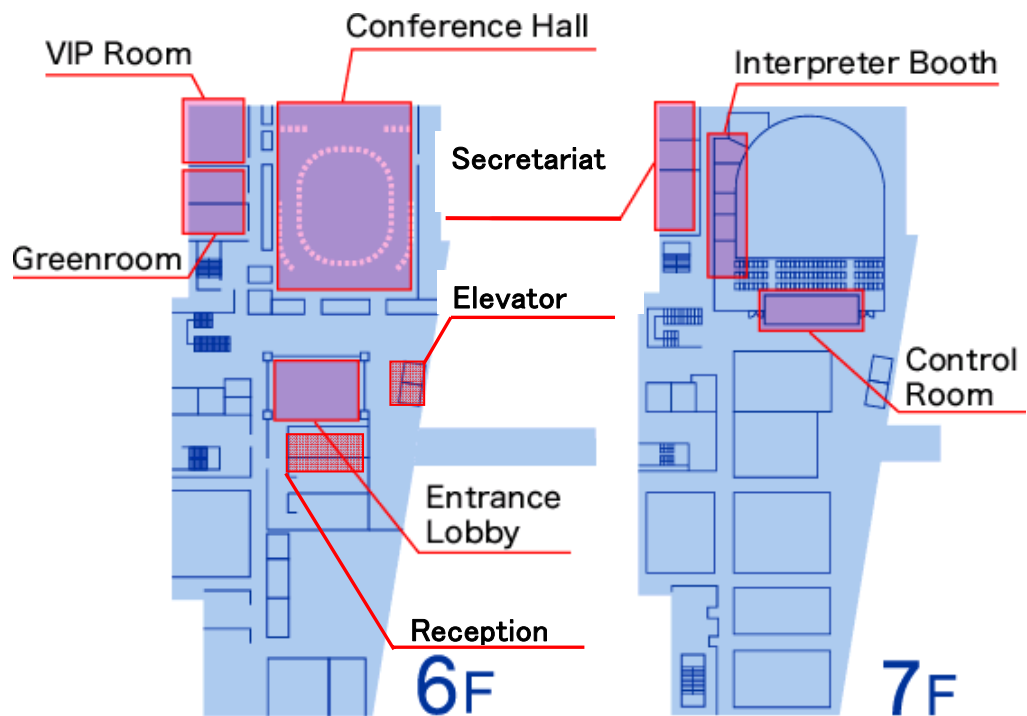 Conference Hall
VIP Room
Interpreter Booth
Secretariat
Greenroom
Elevator
Control
Room
Entrance
Lobby
Reception
6F
7F